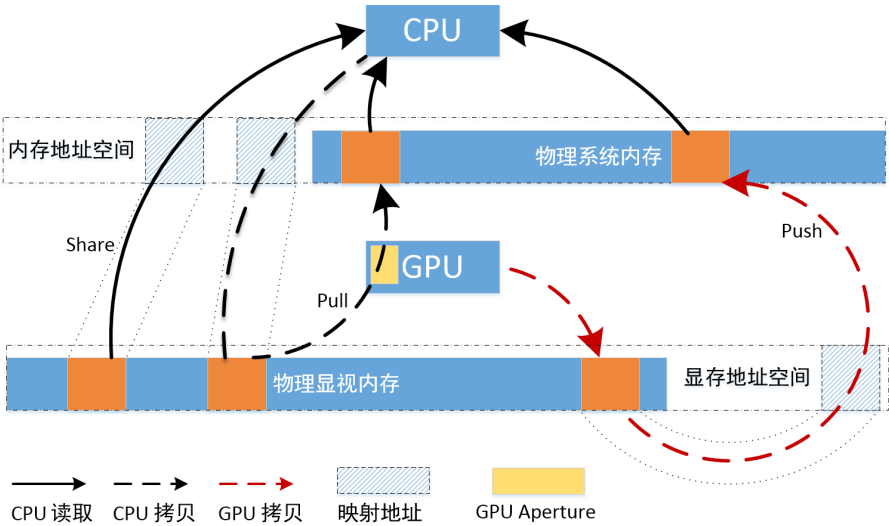 CPU
内存地址空间
物理系统内存
Share
GPU
Push
Pull
物理显视内存
显存地址空间
CPU 读取
CPU 拷贝
GPU 拷贝
映射地址
GPU Aperture